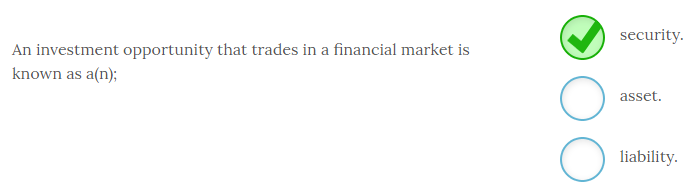 An investment opportunity that trades in a financial market is
known as a(n);
security.
asset.
liability.